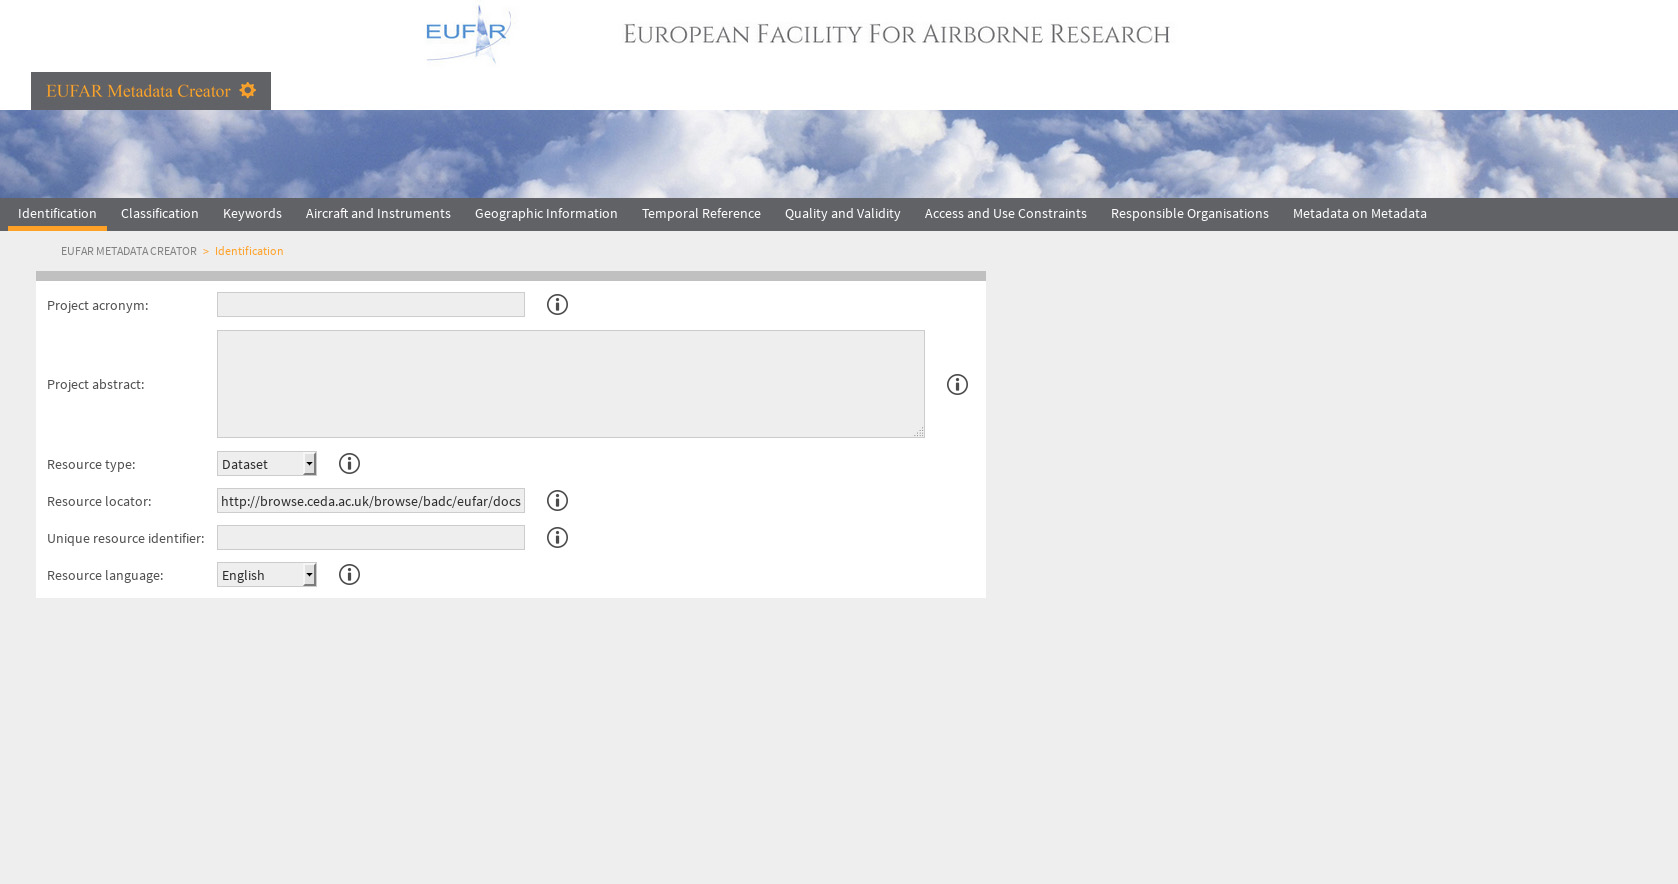 EUFAR
European Facility For Airborne Research
EUFAR Metadata Creator
Identification Classification Keywords Aircraft and Instruments Geographic Information Temporal Reference Quality and Validity Access and Use Constraints Responsible Organisations Metadata on Metadata
EUFAR METADATA CREATOR > Identification
Project acronym:
Project abstract:
Resource type: Dataset
Resource locator: http://browse.ceda.ac.uk/browse/badc/eufar/docs
Unique resource identifier:
Resource language: English